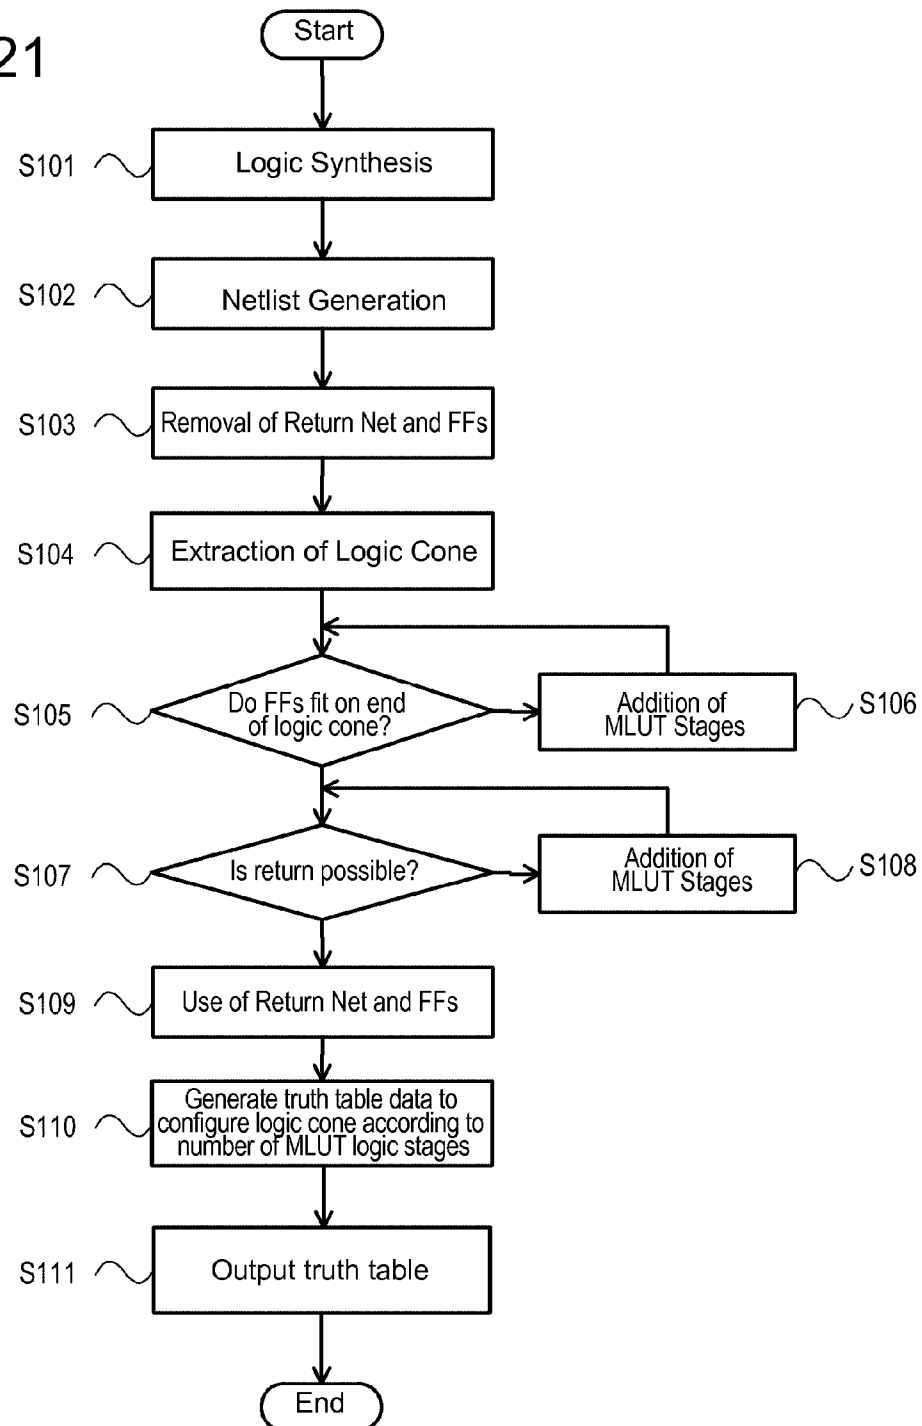 21
Start
S101
Logic Synthesis
S102
Netlist Generation
S103
Removal of Return Net and FFs
S104
Extraction of Logic Cone
S105
Do FFs fit on end
of logic cone?
Addition of
MLUT Stages
S106
S107
Is return possible?
Addition of
MLUT Stages
S108
S109
Use of Return Net and FFs
S110
Generate truth table data to
configure logic cone according to
number of MLUT logic stages
S111
Output truth table
End